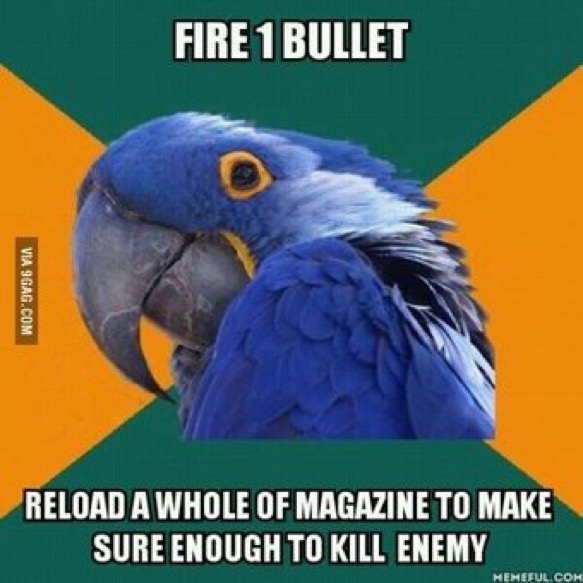 FIRE 1 BULLET
VIA 9GAG.COM
RELOAD A WHOLE OF MAGAZINE TO MAKE
SURE ENOUGH TO KILL ENEMY
MEMEFUL.COM